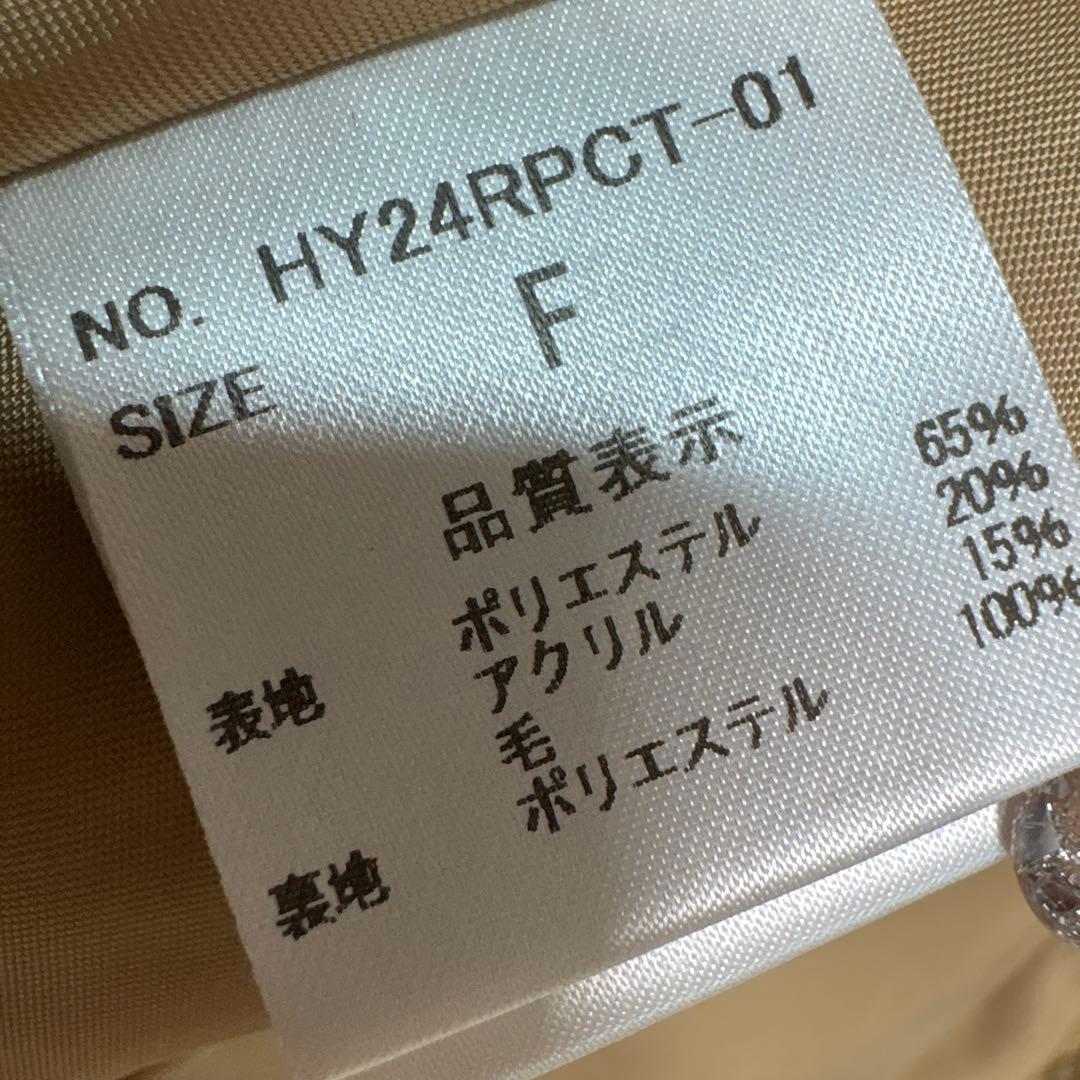 NO. HY24RPCT-01
SIZE F
品質表示
表地 ポリエステル 65%
アクリル 20%
毛 15%
裏地 ポリエステル 100%